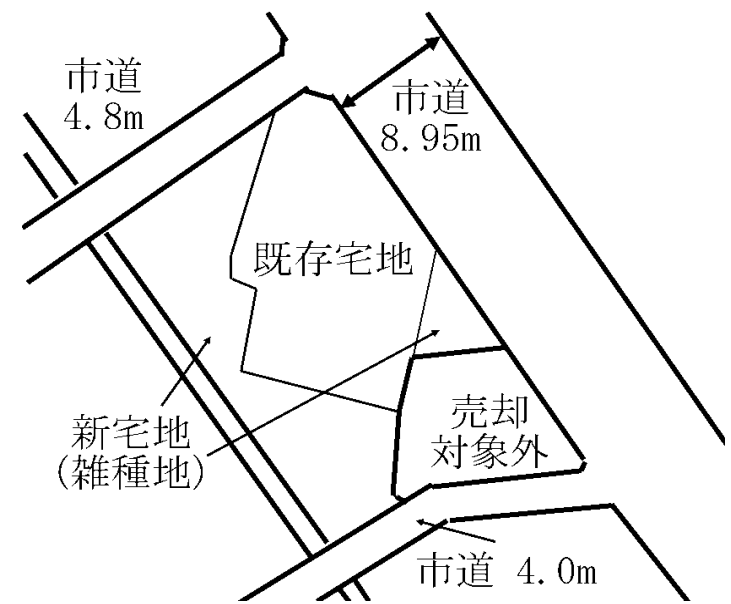 市道
4.8m
市道
8.95m
既存宅地
新宅地
(雑種地)
売却
対象外
市道 4.0m